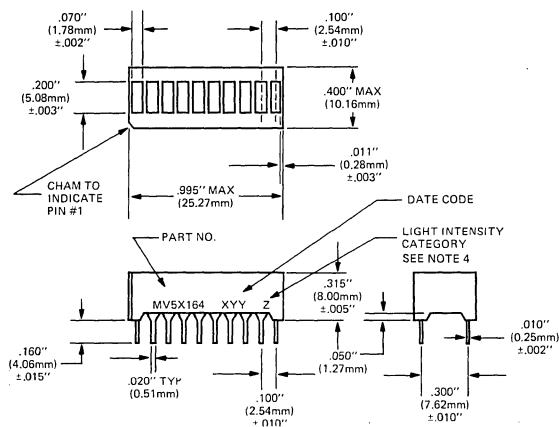 .070"
(1.78mm)
±.002"
.100"
(2.54mm)
±.010"
.200"
(5.08mm)
±.003"
.400" MAX
(10.16mm)
.011"
(0.28mm)
±.003"
CHAM TO
INDICATE
PIN #1
.995" MAX
(25.27mm)
DATE CODE
PART NO.
LIGHT INTENSITY
CATEGORY
SEE NOTE 4
MV5X164 XYY Z
.315"
(8.00mm)
±.005"
.160"
(4.06mm)
±.015"
.020" TYP
(0.51mm)
.100"
(2.54mm)
±.010"
.050"
(1.27mm)
.010"
(0.25mm)
±.002"
.300"
(7.62mm)
±.010"